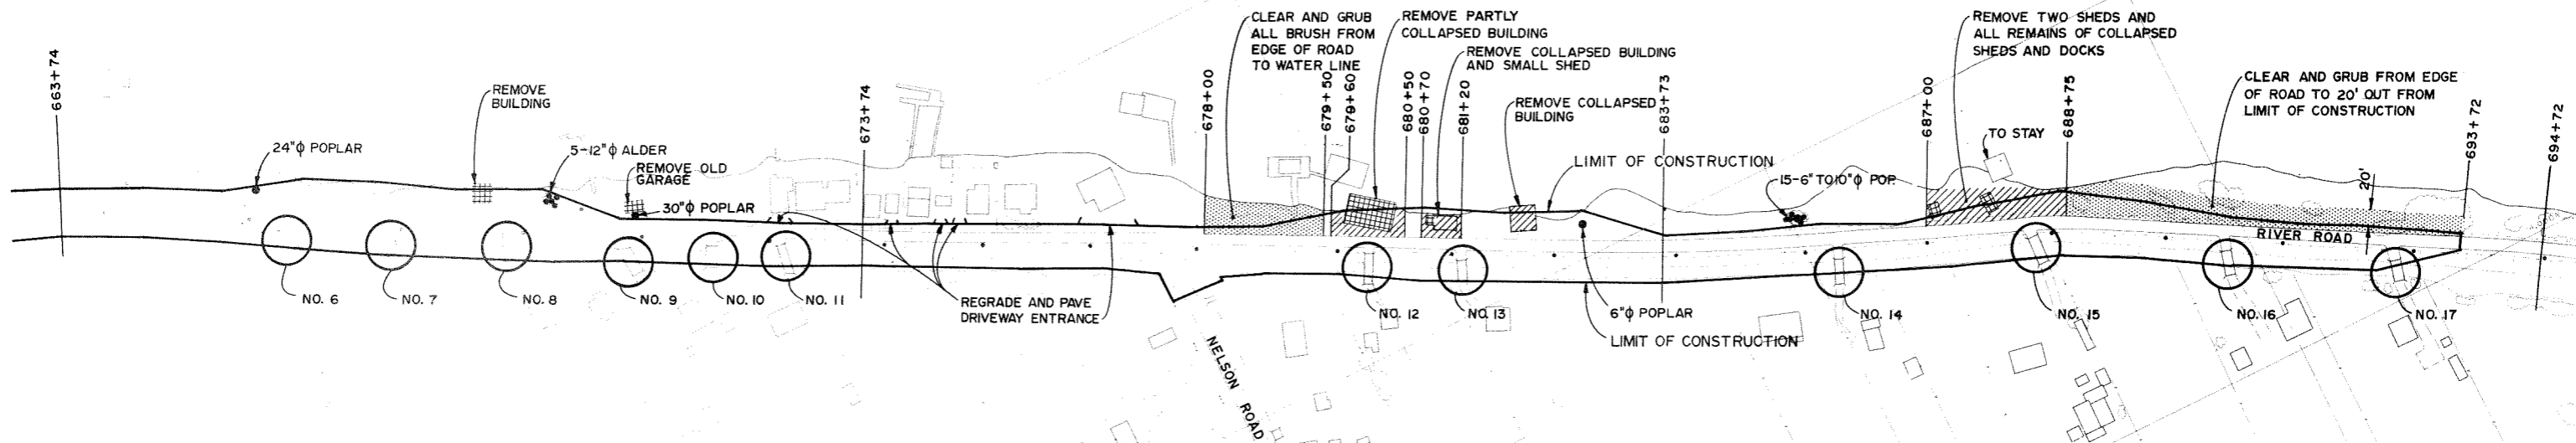 663+74
24"ϕ POPLAR
REMOVE
BUILDING
5-12"ϕ ALDER
REMOVE OLD
GARAGE
30"ϕ POPLAR
673+74
REGRADE AND PAVE
DRIVEWAY ENTRANCE
NO. 6
NO. 7
NO. 8
NO. 9
NO. 10
NO. 11
678+00
CLEAR AND GRUB
ALL BRUSH FROM
EDGE OF ROAD
TO WATER LINE
679+50
679+60
REMOVE PARTLY
COLLAPSED BUILDING
680+50
680+70
REMOVE COLLAPSED BUILDING
AND SMALL SHED
681+20
REMOVE COLLAPSED
BUILDING
LIMIT OF CONSTRUCTION
683+73
NELSON ROAD
NO. 12
NO. 13
6"ϕ POPLAR
LIMIT OF CONSTRUCTION
15-6" TO 10"ϕ POP.
687+00
REMOVE TWO SHEDS AND
ALL REMAINS OF COLLAPSED
SHEDS AND DOCKS
TO STAY
688+75
CLEAR AND GRUB FROM EDGE
OF ROAD TO 20' OUT FROM
LIMIT OF CONSTRUCTION
20'
RIVER ROAD
693+72
694+72
NO. 14
NO. 15
NO. 16
NO. 17